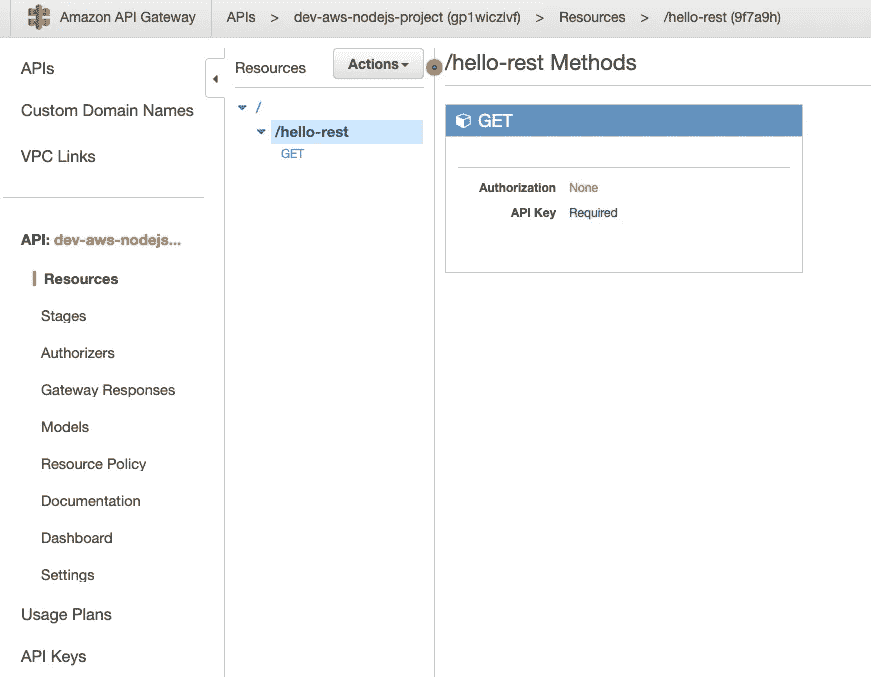 Amazon API Gateway APIs > dev-aws-nodejs-project (gp1wiczlvf) > Resources > /hello-rest (9f7a9h)
APIs
Custom Domain Names
VPC Links
API: dev-aws-nodejs...
Resources
Stages
Authorizers
Gateway Responses
Models
Resource Policy
Documentation
Dashboard
Settings
Usage Plans
API Keys
Resources Actions
/
/hello-rest
GET
/hello-rest Methods
GET
Authorization None
API Key Required